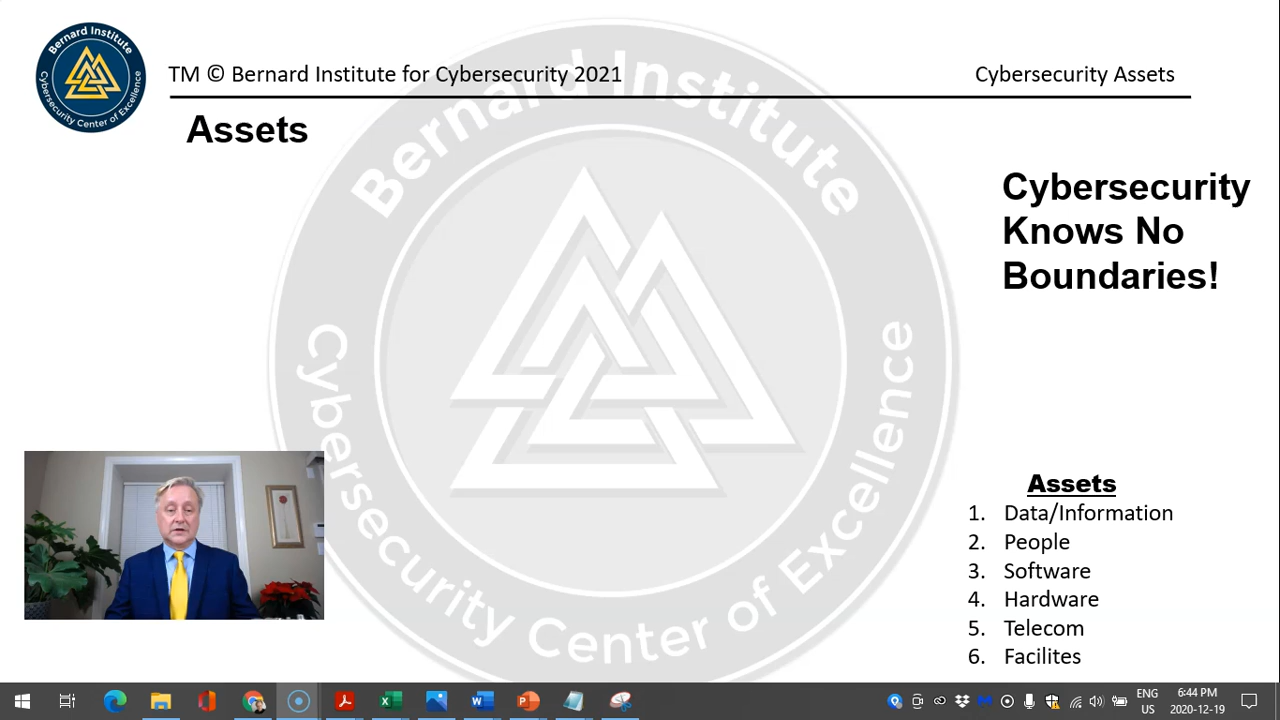 Bernard Institute
Cybersecurity Center of Excellence
TM © Bernard Institute for Cybersecurity 2021
Cybersecurity Assets
Assets
Bernard Institute
Cybersecurity Center of Excellence
Cybersecurity
Knows No
Boundaries!
Assets
1. Data/Information
2. People
3. Software
4. Hardware
5. Telecom
6. Facilites
ENG
US
6:44 PM
2020-12-19